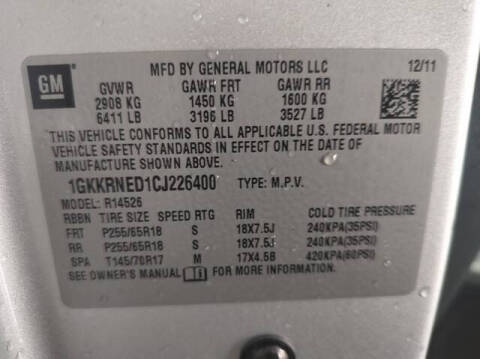 GM
MFD BY GENERAL MOTORS LLC 12/11
GVWR GAWR FRT GAWR RR
2908 KG 1450 KG 1600 KG
6411 LB 3196 LB 3527 LB
THIS VEHICLE CONFORMS TO ALL APPLICABLE U.S. FEDERAL MOTOR
VEHICLE SAFETY STANDARDS IN EFFECT ON THE DATE OF
MANUFACTURE SHOWN ABOVE.
1GKKRNED1CJ226400 TYPE: M.P.V.
MODEL: R14526
RBBN TIRE SIZE SPEED RTG RIM COLD TIRE PRESSURE
FRT P255/65R18 S 18X7.5J 240KPA(35PSI)
RR P255/65R18 S 18X7.5J 240KPA(35PSI)
SPA T145/70R17 M 17X4.5B 420KPA(60PSI)
SEE OWNER'S MANUAL FOR MORE INFORMATION.